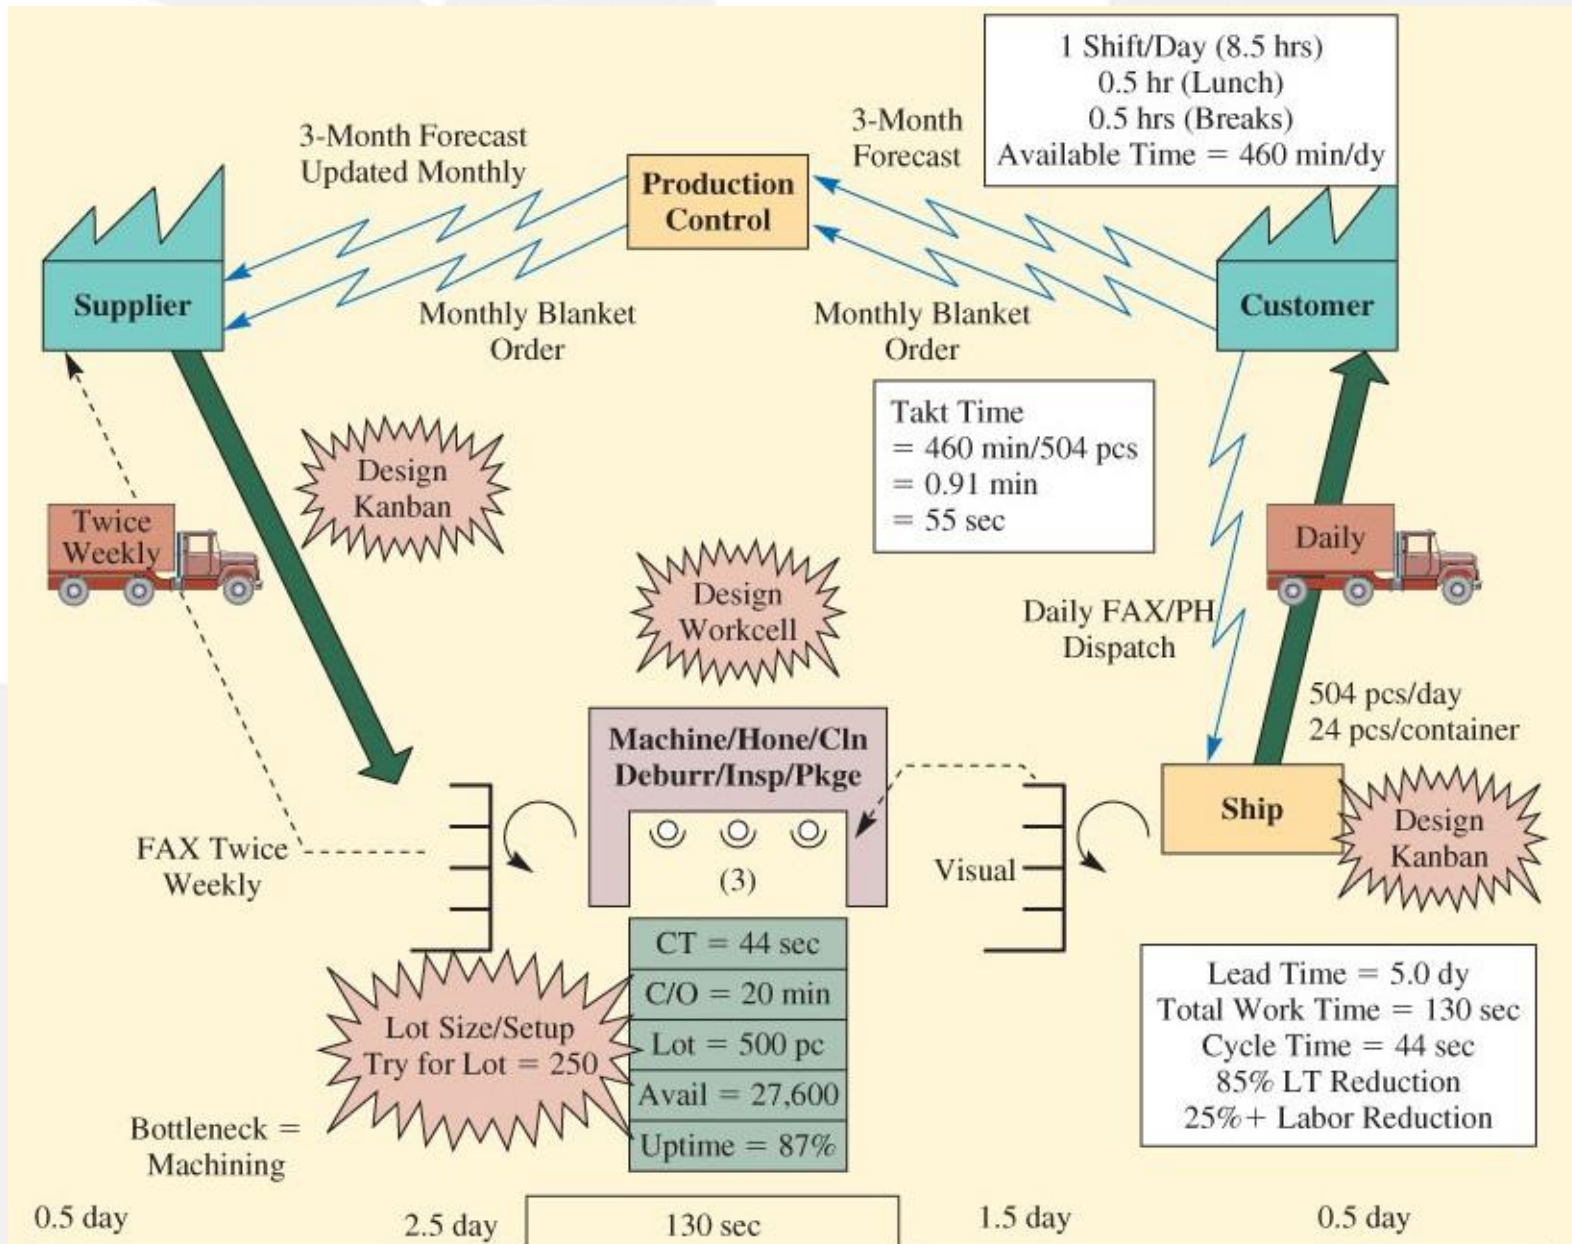 1 Shift/Day (8.5 hrs)
0.5 hr (Lunch)
0.5 hrs (Breaks)
Available Time = 460 min/dy
3-Month Forecast
Updated Monthly
Production
Control
3-Month
Forecast
Supplier
Monthly Blanket
Order
Monthly Blanket
Order
Customer
Takt Time
= 460 min/504 pcs
= 0.91 min
= 55 sec
Design
Kanban
Twice
Weekly
Design
Workcell
Daily
Daily FAX/PH
Dispatch
504 pcs/day
24 pcs/container
Machine/Hone/Cln
Deburr/Insp/Pkge
(3)
FAX Twice
Weekly
Visual
Ship
Design
Kanban
CT = 44 sec
C/O = 20 min
Lot = 500 pc
Avail = 27,600
Uptime = 87%
Lot Size/Setup
Try for Lot = 250
Bottleneck =
Machining
Lead Time = 5.0 dy
Total Work Time = 130 sec
Cycle Time = 44 sec
85% LT Reduction
25%+ Labor Reduction
0.5 day
2.5 day
130 sec
1.5 day
0.5 day